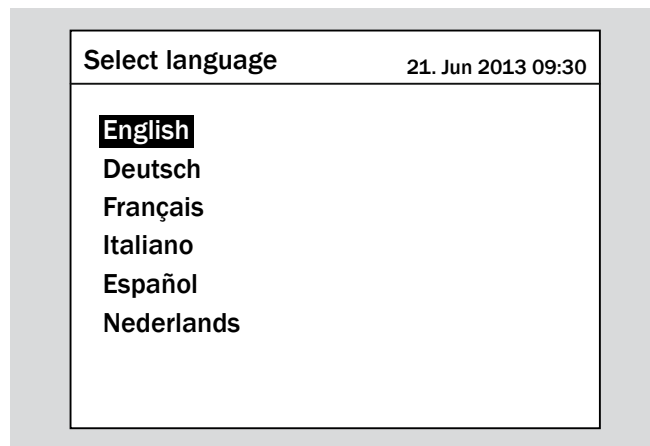 Select language
21. Jun 2013 09:30
English
Deutsch
Français
Italiano
Español
Nederlands